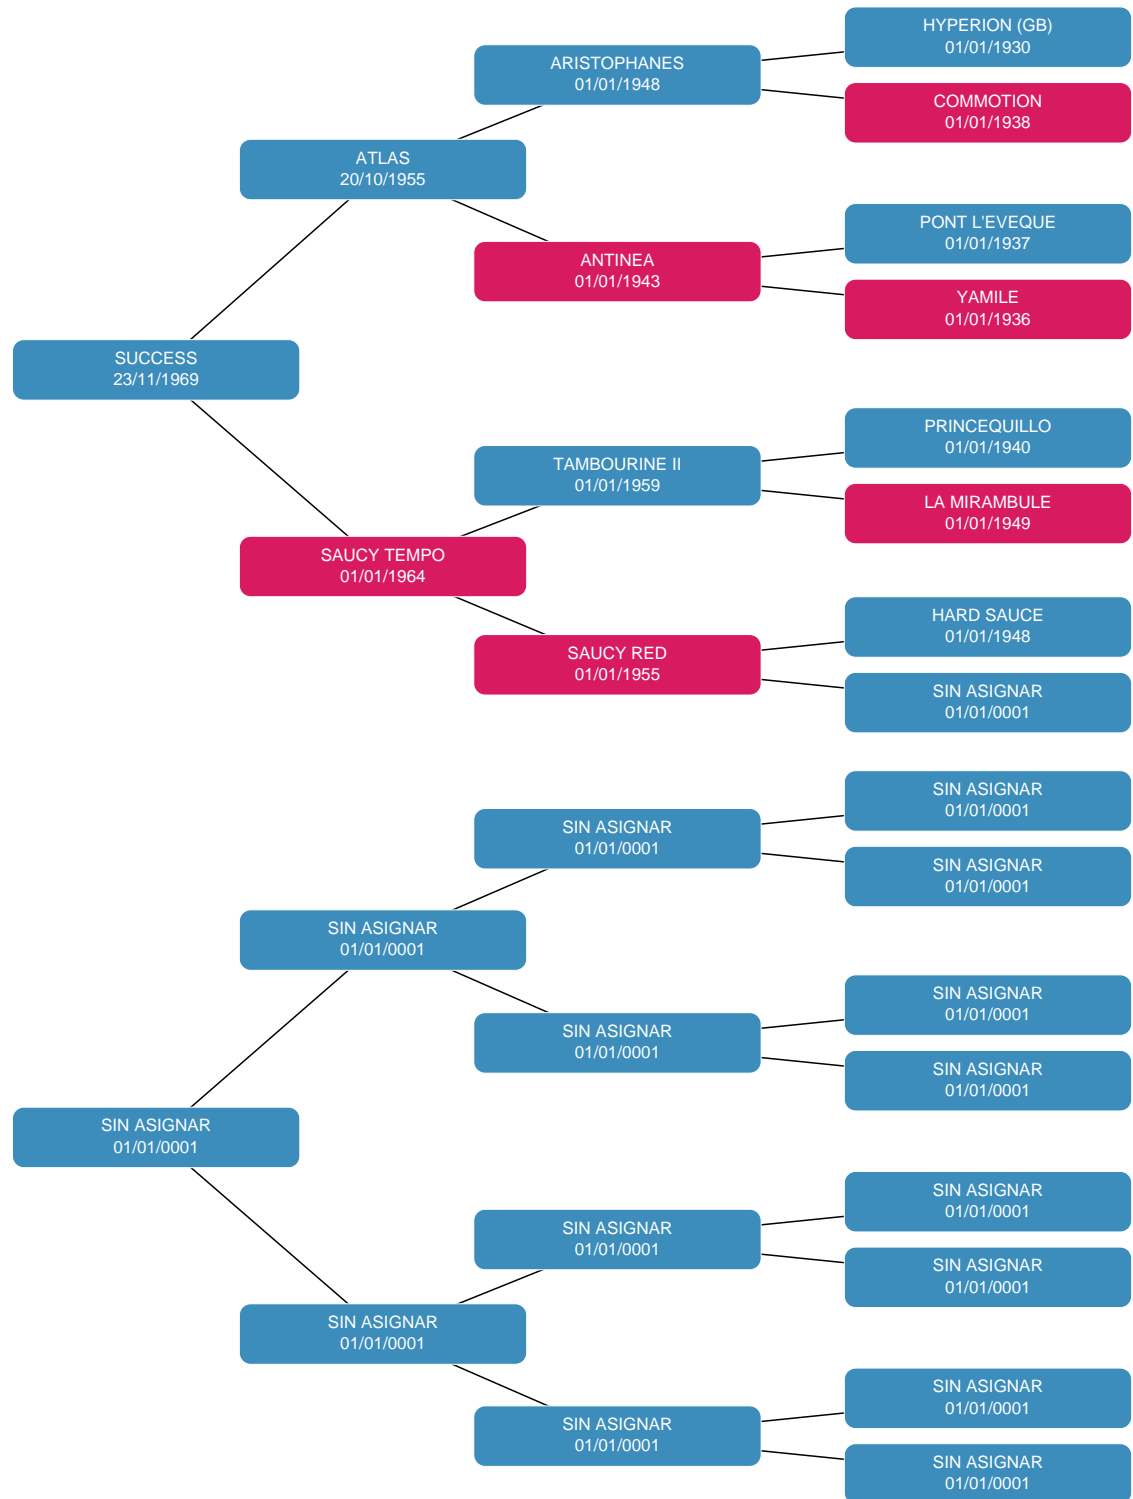 HYPERION (GB)
01/01/1930
ARISTOPHANES
01/01/1948
COMMOTION
01/01/1938
ATLAS
20/10/1955
PONT L'EVEQUE
01/01/1937
ANTINEA
01/01/1943
YAMILE
01/01/1936
SUCCESS
23/11/1969
PRINCEQUILLO
01/01/1940
TAMBOURINE II
01/01/1959
LA MIRAMBULE
01/01/1949
SAUCY TEMPO
01/01/1964
HARD SAUCE
01/01/1948
SAUCY RED
01/01/1955
SIN ASIGNAR
01/01/0001
SIN ASIGNAR
01/01/0001
SIN ASIGNAR
01/01/0001
SIN ASIGNAR
01/01/0001
SIN ASIGNAR
01/01/0001
SIN ASIGNAR
01/01/0001
SIN ASIGNAR
01/01/0001
SIN ASIGNAR
01/01/0001
SIN ASIGNAR
01/01/0001
SIN ASIGNAR
01/01/0001
SIN ASIGNAR
01/01/0001
SIN ASIGNAR
01/01/0001
SIN ASIGNAR
01/01/0001
SIN ASIGNAR
01/01/0001
SIN ASIGNAR
01/01/0001
SIN ASIGNAR
01/01/0001